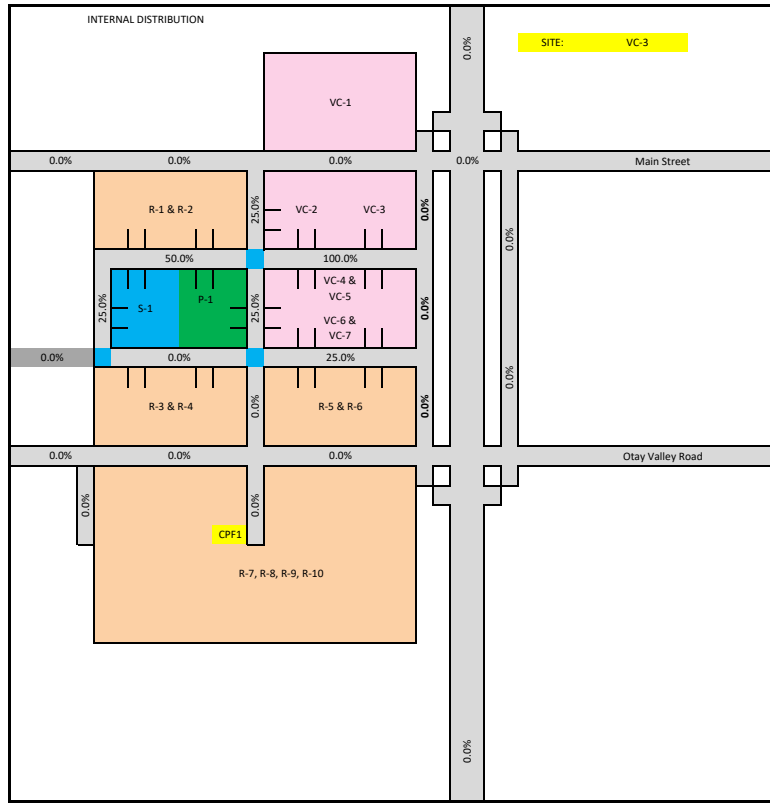 INTERNAL DISTRIBUTION
0.0%
SITE: VC-3
VC-1
0.0% 0.0% 0.0% 0.0% Main Street
R-1 & R-2
25.0%
VC-2 VC-3
0.0%
0.0%
50.0% 100.0%
25.0%
S-1
P-1
25.0%
VC-4 &
VC-5
VC-6 &
VC-7
0.0%
0.0% 0.0% 25.0%
R-3 & R-4
0.0%
R-5 & R-6
0.0%
0.0%
0.0% 0.0% 0.0% Otay Valley Road
0.0%
0.0%
CPF1
R-7, R-8, R-9, R-10
0.0%